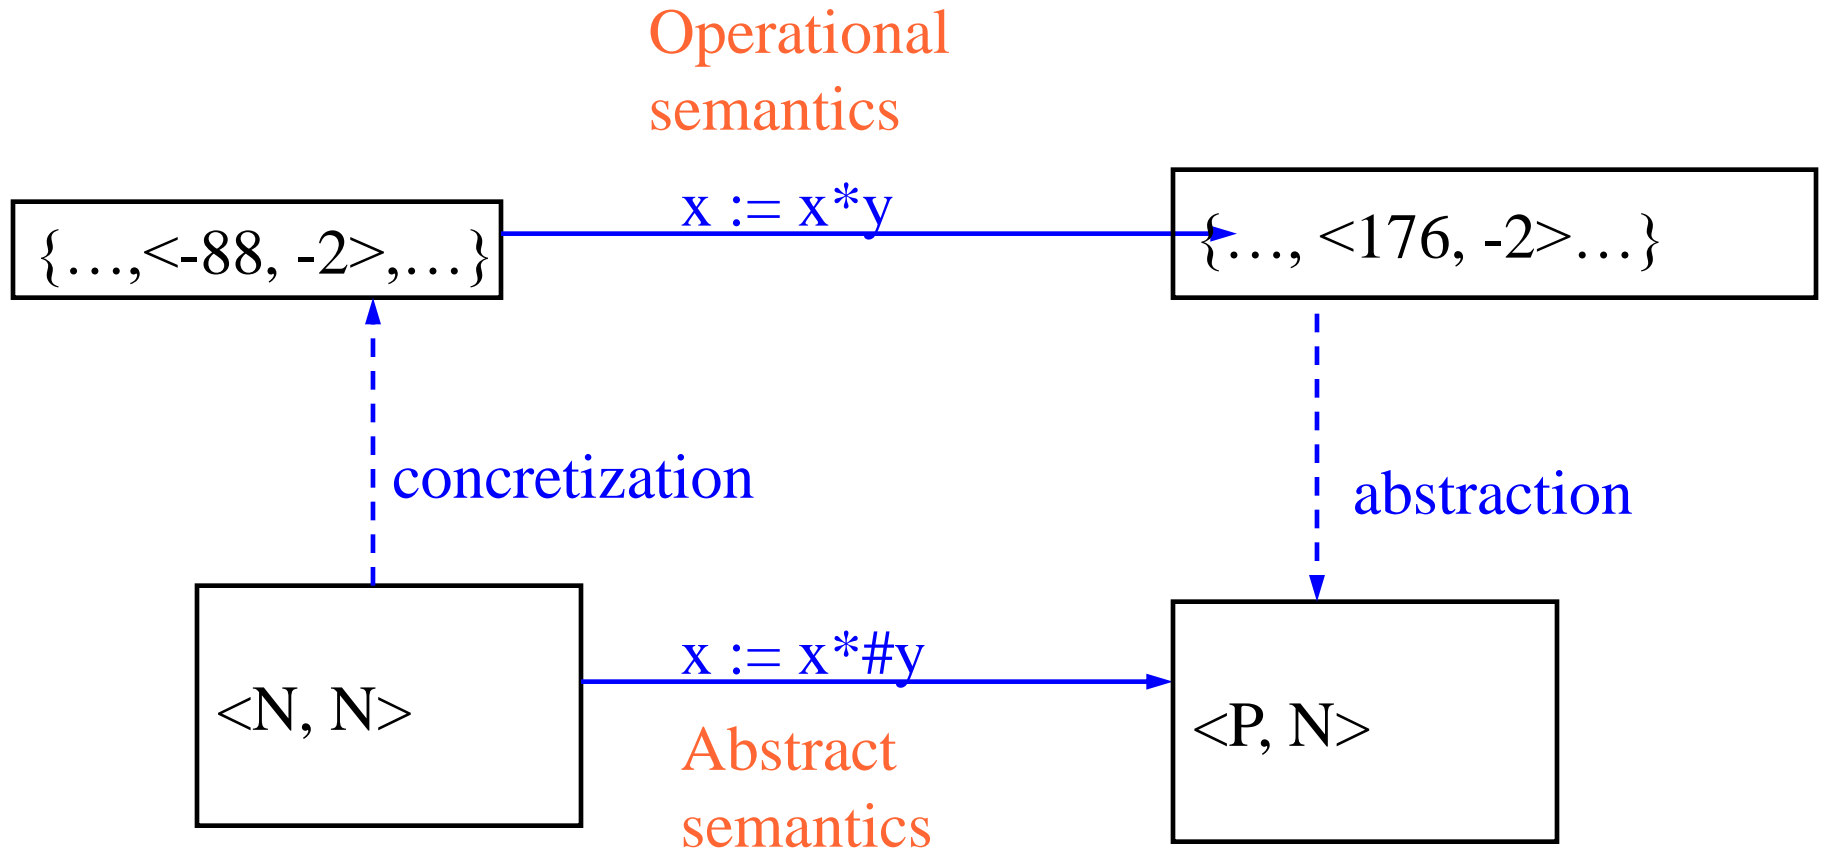 Operational
semantics
x := x*y
{…,<-88, -2>,…}
{…, <176, -2>…}
concretization
abstraction
x := x*#y
<N, N>
<P, N>
Abstract
semantics